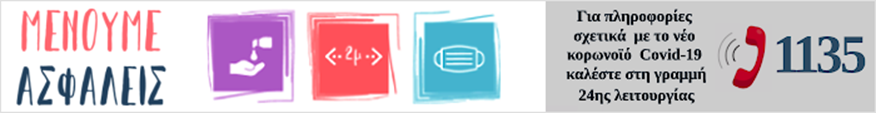 ΜΕΝΟΥΜΕ
ΑΣΦΑΛΕΙΣ
2μ
Για πληροφορίες
σχετικά με το νέο
κορωνοϊό Covid-19
καλέστε στη γραμμή
24ης λειτουργίας
1135